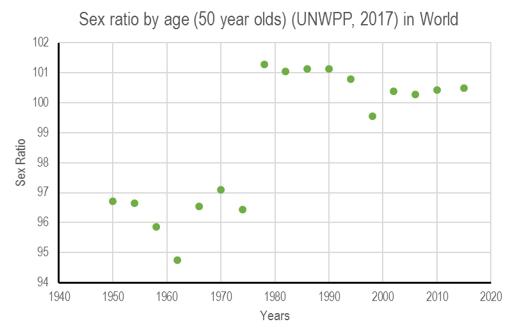 Sex ratio by age (50 year olds) (UNWPP, 2017) in World
102
101
100
99
98
97
96
95
94
Sex Ratio
1940 1950 1960 1970 1980 1990 2000 2010 2020
Years